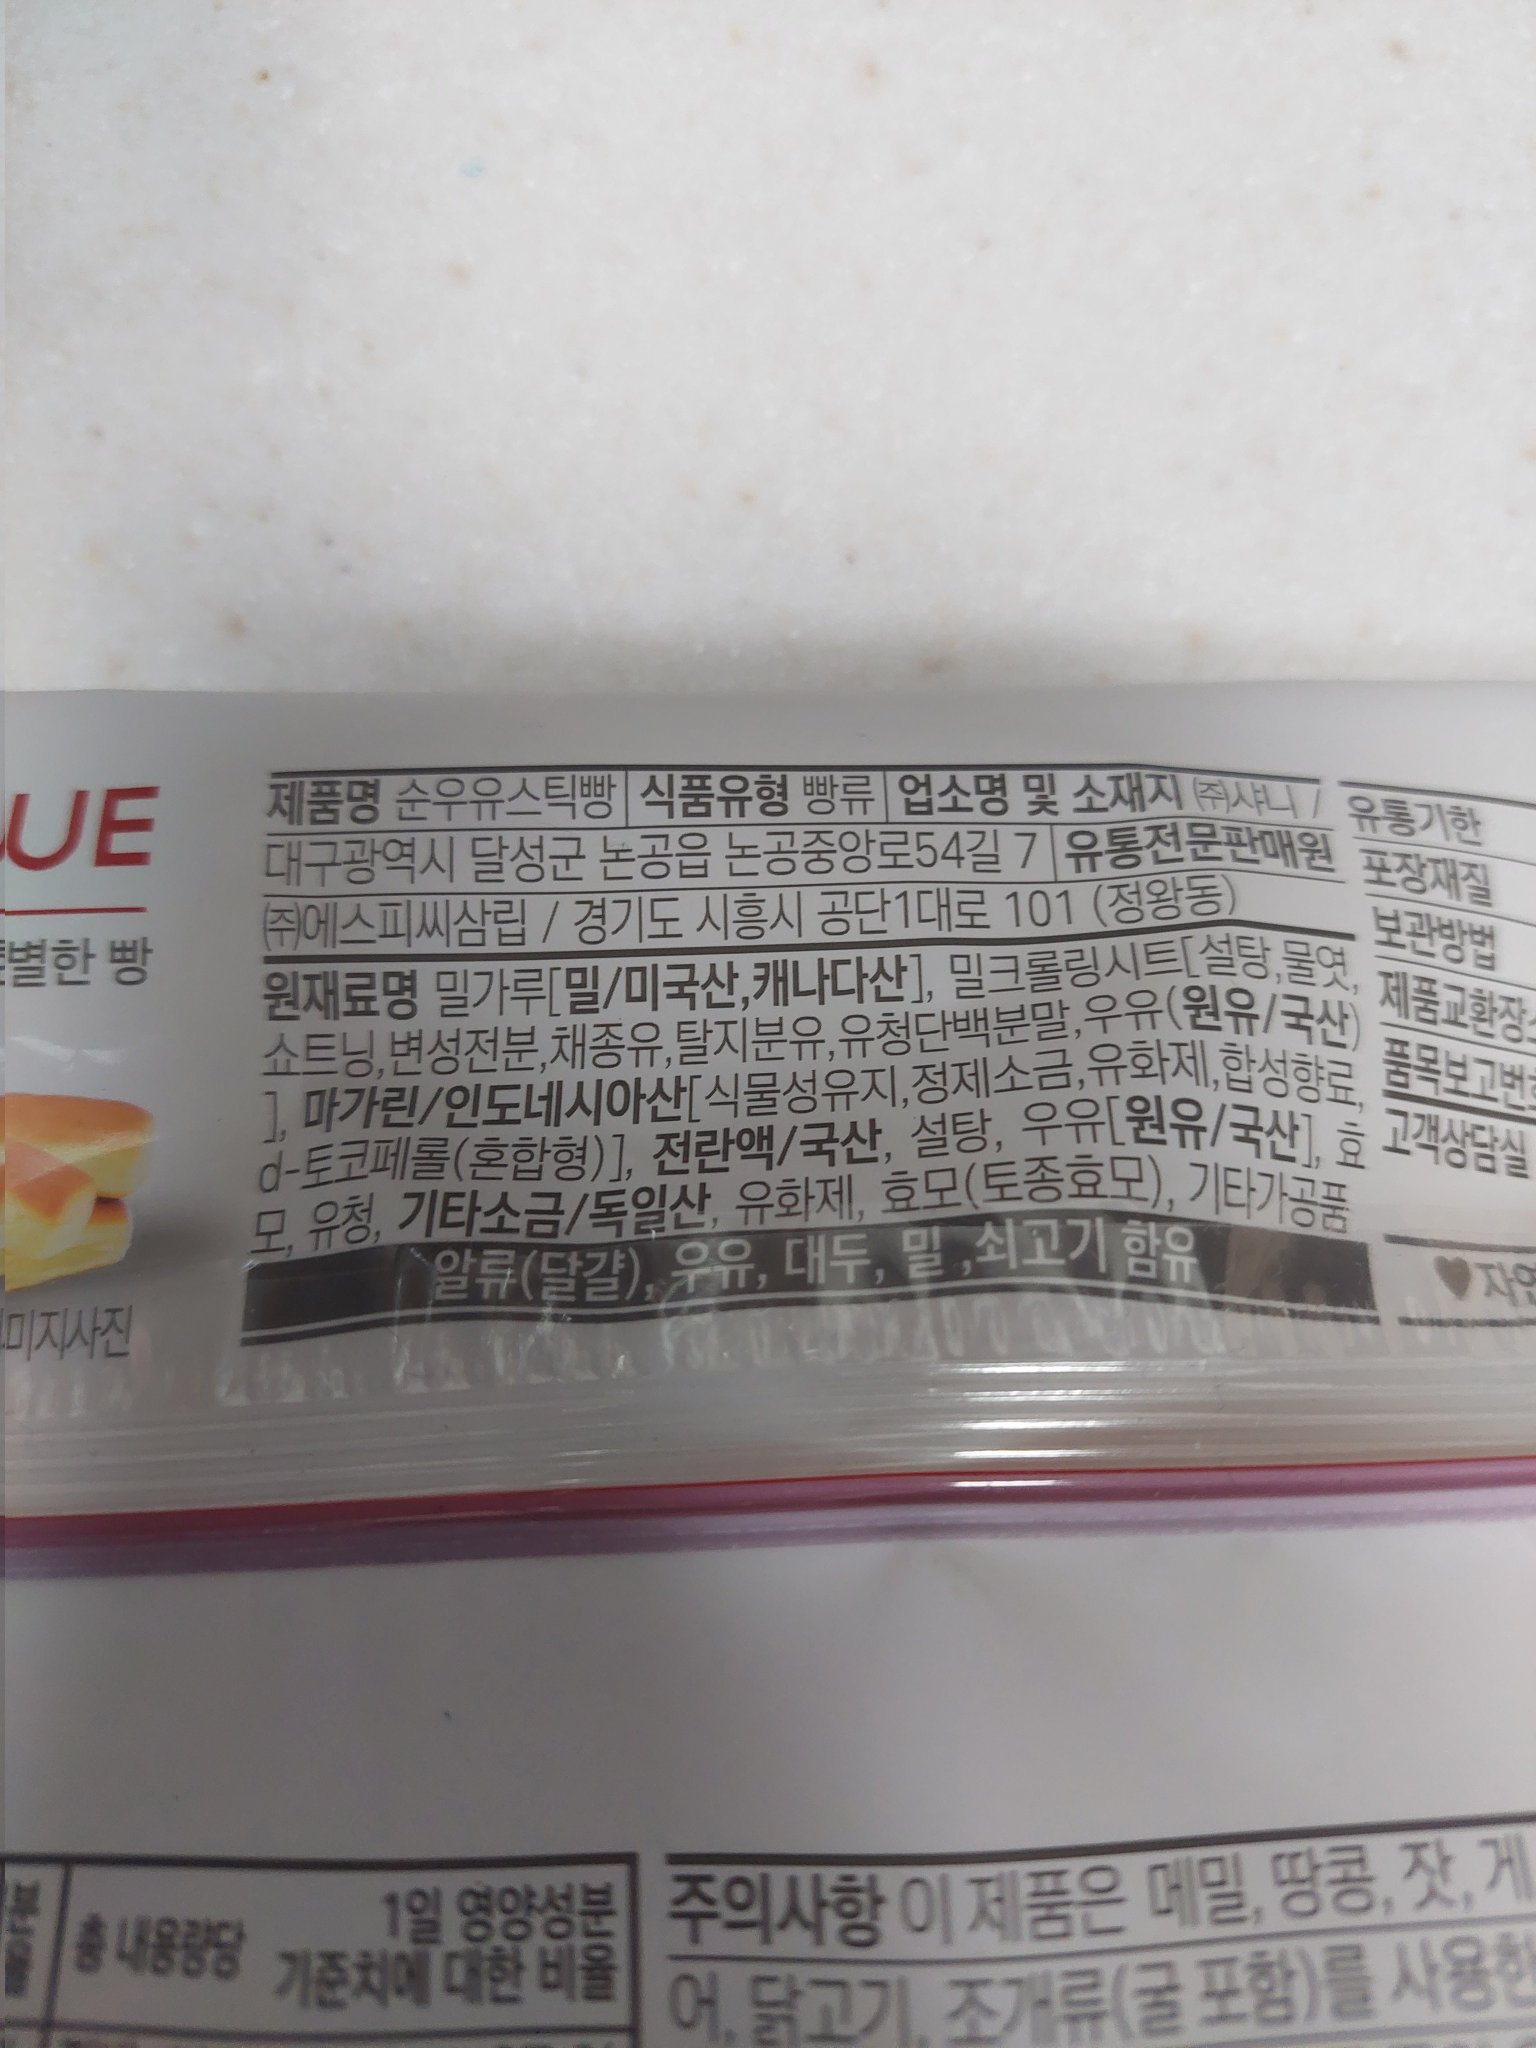 UE
별한 빵
미지사진
제품명 순우유스틱빵 식품유형 빵류 업소명 및 소재지 ㈜샤니 /
대구광역시 달성군 논공읍 논공중앙로54길 7 유통전문판매원
㈜에스피씨삼립 / 경기도 시흥시 공단1대로 101 (정왕동)
원재료명 밀가루[밀/미국산,캐나다산], 밀크롤링시트[설탕,물엿,
쇼트닝,변성전분,채종유,탈지분유,유청단백분말,우유(원유/국산)
], 마가린/인도네시아산[식물성유지,정제소금,유화제,합성향료,
d-토코페롤(혼합형)], 전란액/국산, 설탕, 우유[원유/국산], 효
모, 유청, 기타소금/독일산, 유화제, 효모(토종효모), 기타가공품
알류(달걀), 우유, 대두, 밀 ,쇠고기 함유
유통기한
포장재질
보관방법
제품교환장
품목보고번
고객상담실
♥자연
총 내용량당
1일 영양성분
기준치에 대한 비율
주의사항 이 제품은 메밀, 땅콩, 잣, 게
어, 닭고기, 조개류(굴 포함)를 사용한